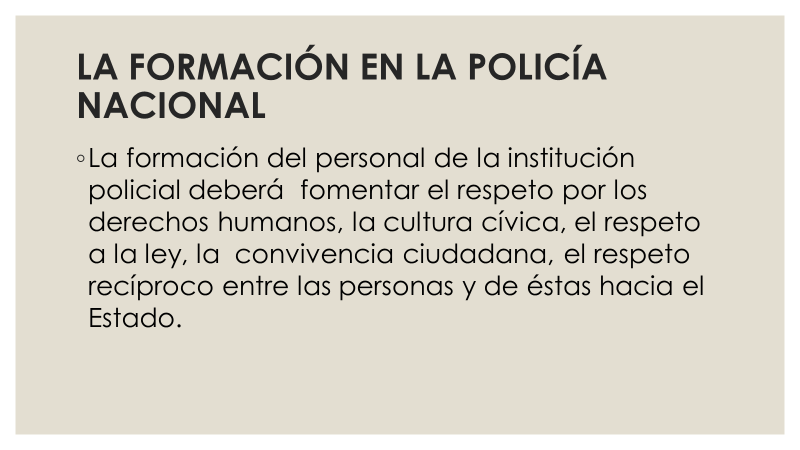 LA FORMACIÓN EN LA POLICÍA
NACIONAL
◦La formación del personal de la institución
policial deberá  fomentar el respeto por los
derechos humanos, la cultura cívica, el respeto
a la ley, la  convivencia ciudadana, el respeto
recíproco entre las personas y de éstas hacia el
Estado.